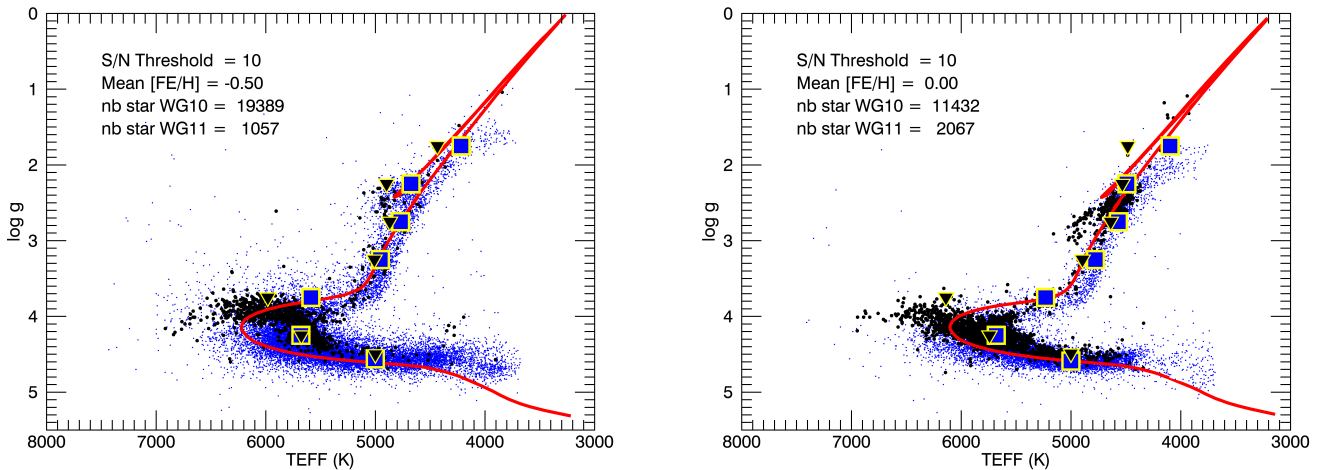 S/N Threshold = 10
Mean [FE/H] = -0.50
nb star WG10 = 19389
nb star WG11 = 1057
0
1
2
3
4
5
log g
8000 7000 6000 5000 4000 3000
TEFF (K)
S/N Threshold = 10
Mean [FE/H] = 0.00
nb star WG10 = 11432
nb star WG11 = 2067
0
1
2
3
4
5
log g
8000 7000 6000 5000 4000 3000
TEFF (K)